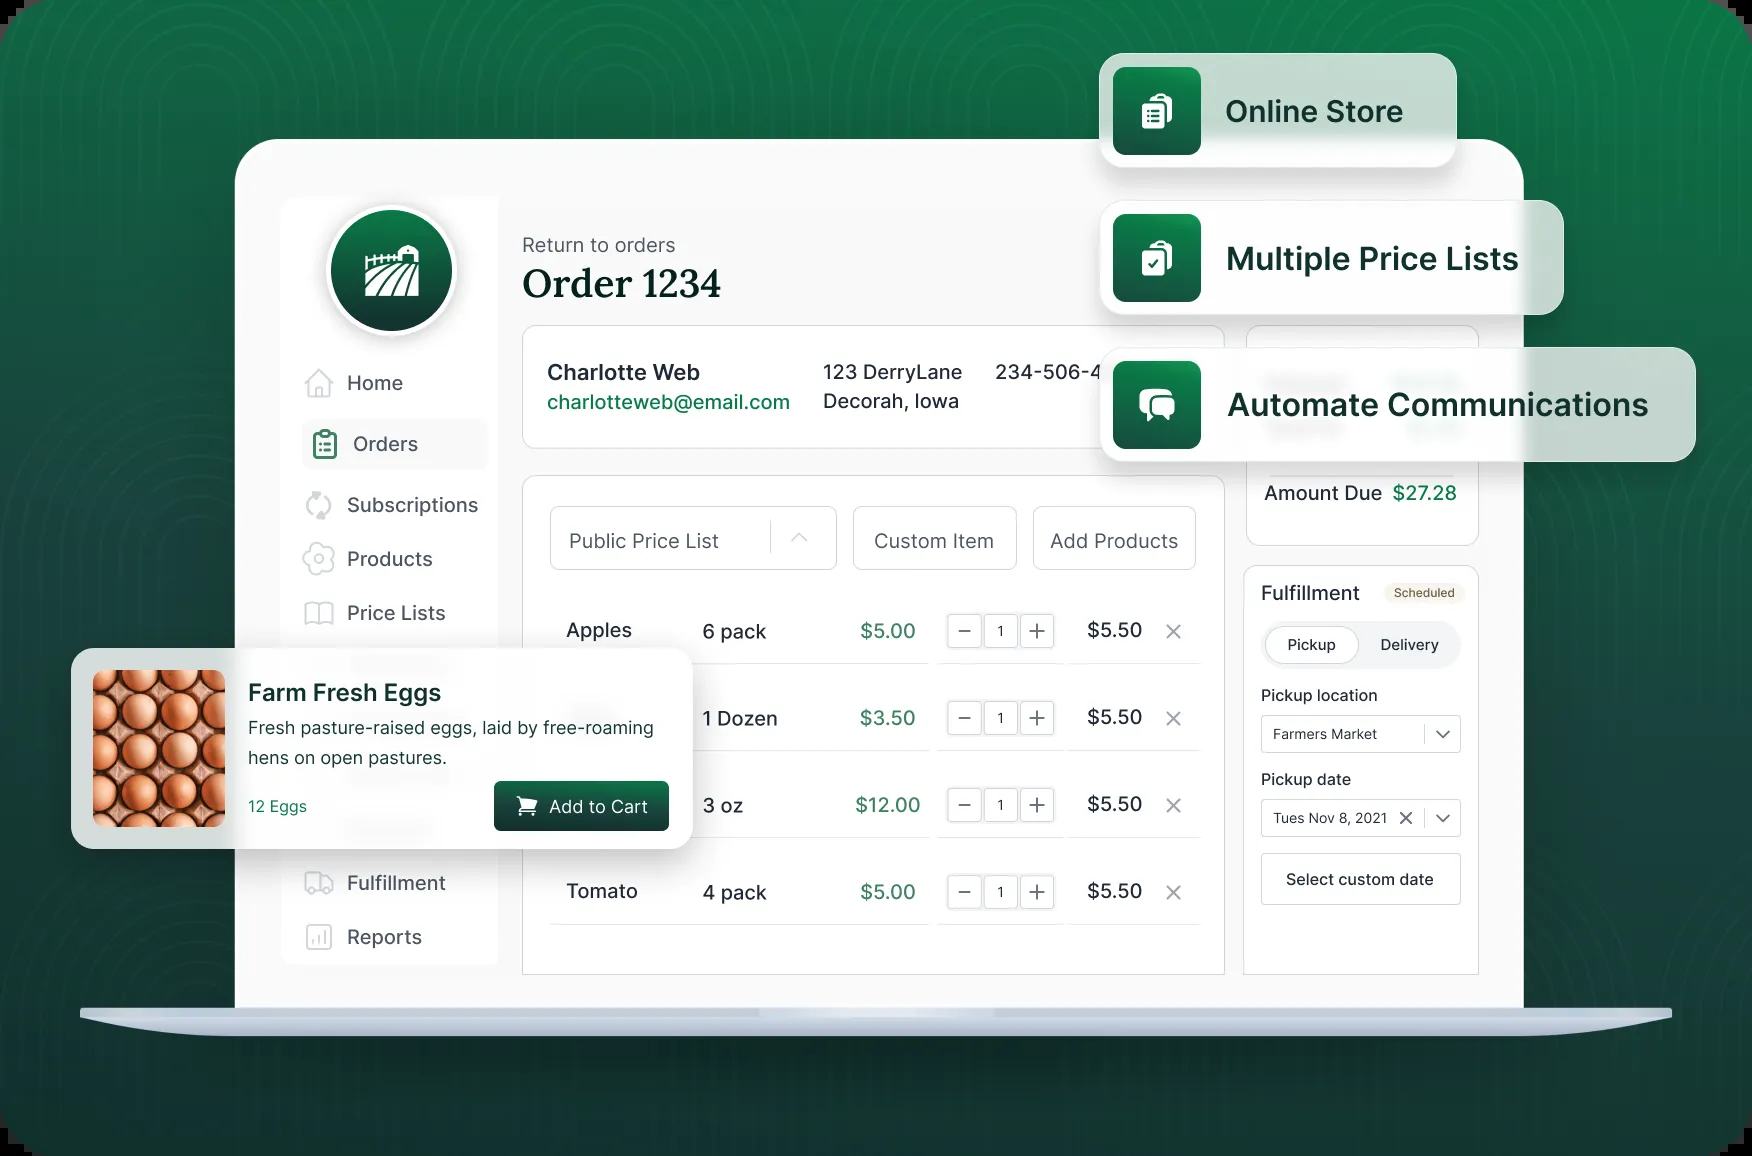 Online Store
Multiple Price Lists
Automate Communications
Home
Orders
Subscriptions
Products
Price Lists
Fulfillment
Reports
Return to orders
Order 1234
Charlotte Web
charlotteweb@email.com
123 DerryLane
Decorah, Iowa
234-506-4
Public Price List
Custom Item
Add Products
Apples 6 pack $5.00 1 $5.50
1 Dozen $3.50 1 $5.50
3 oz $12.00 1 $5.50
Tomato 4 pack $5.00 1 $5.50
Farm Fresh Eggs
Fresh pasture-raised eggs, laid by free-roaming
hens on open pastures.
12 Eggs
Add to Cart
Amount Due $27.28
Fulfillment Scheduled
Pickup Delivery
Pickup location
Farmers Market
Pickup date
Tues Nov 8, 2021
Select custom date